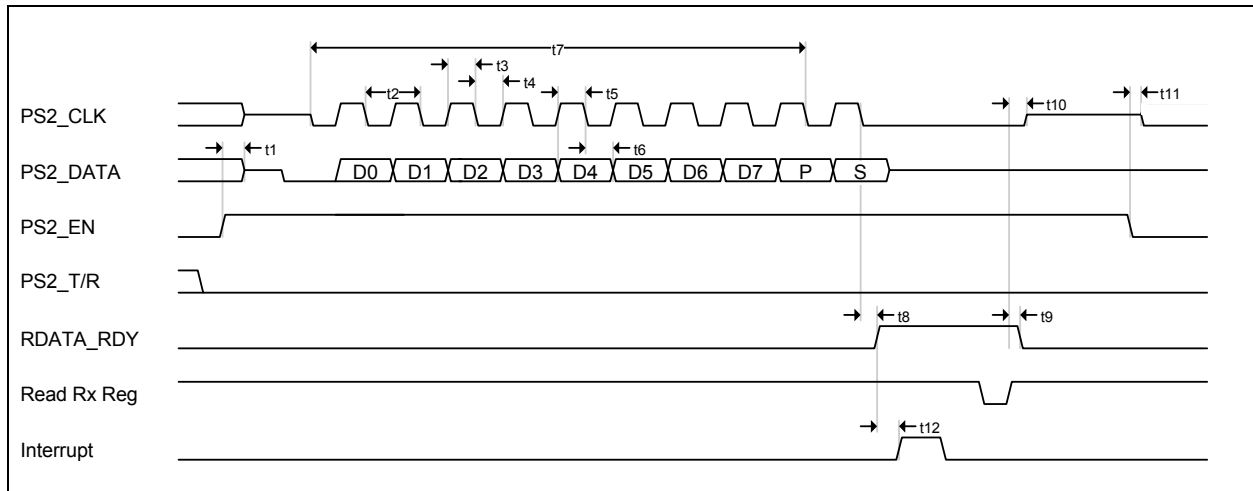 t7
t3
t4
t2
t5
t10
t11
PS2_CLK
t1
t6
PS2_DATA
D0 D1 D2 D3 D4 D5 D6 D7 P S
PS2_EN
PS2_T/R
t8
t9
RDATA_RDY
Read Rx Reg
t12
Interrupt